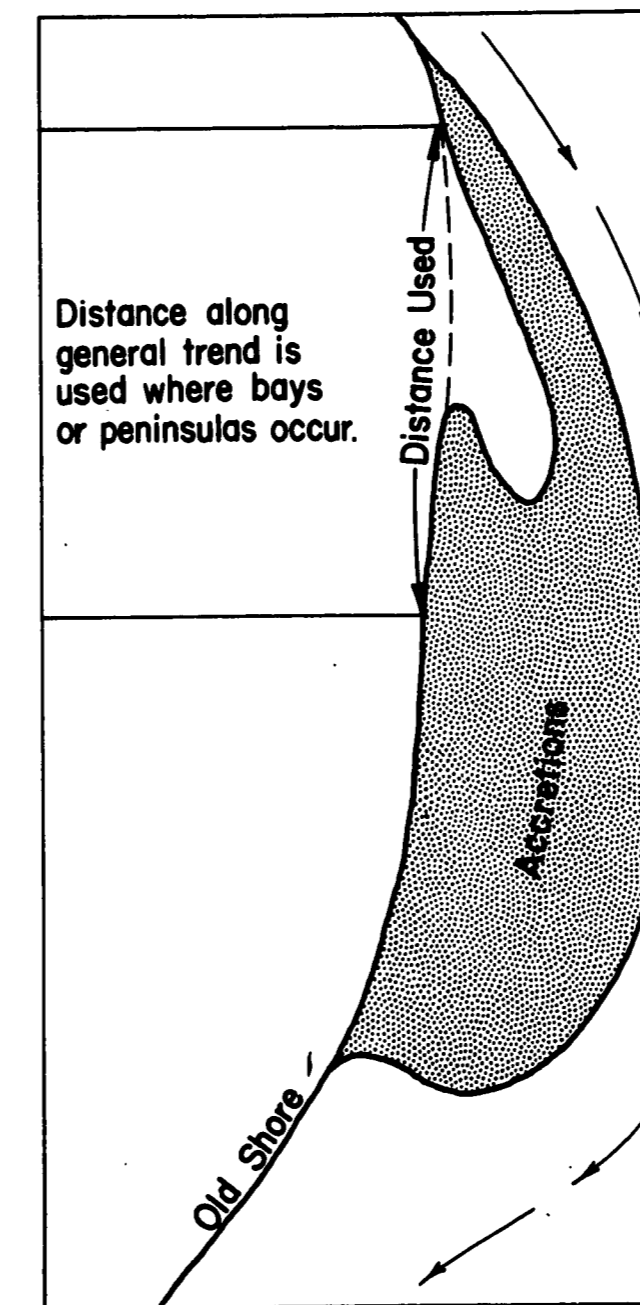 Distance along
general trend is
used where bays
or peninsulas occur.
Distance Used
Accretions
Old Shore